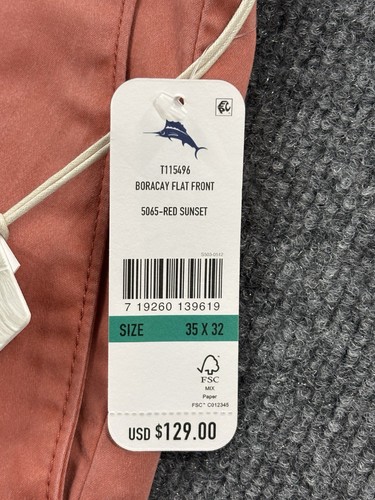 T115496
BORACAY FLAT FRONT
5065-RED SUNSET
7 19260 139619
SIZE 35 X 32
FSC
MIX
Paper
FSC™ C012345
USD $129.00